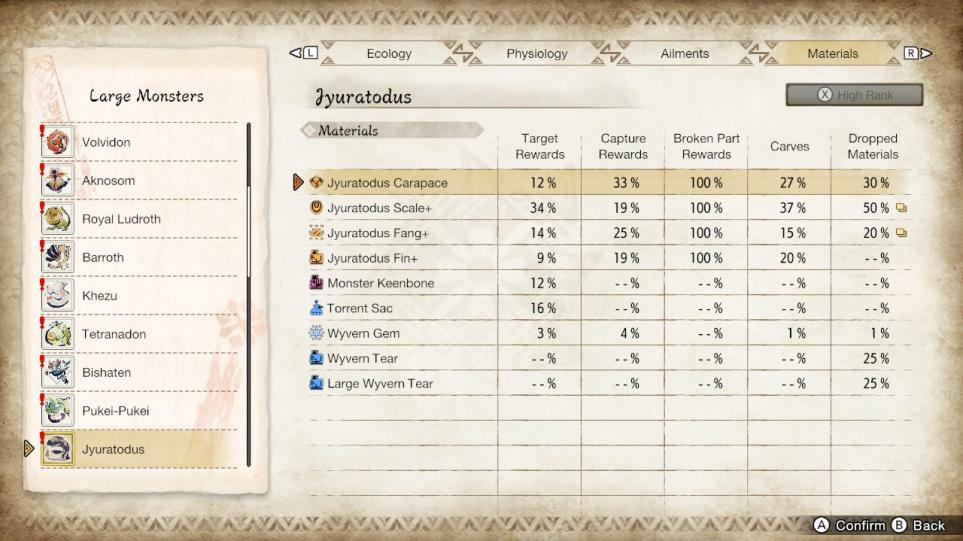 L Ecology Physiology Ailments Materials R
Large Monsters
Volvidon
Aknosom
Royal Ludroth
Barroth
Khezu
Tetranadon
Bishaten
Pukei-Pukei
Jyuratodus
Jyuratodus
X High Rank
Materials
Target Rewards Capture Rewards Broken Part Rewards Carves Dropped Materials
Jyuratodus Carapace 12 % 33 % 100 % 27 % 30 %
Jyuratodus Scale+ 34 % 19 % 100 % 37 % 50 %
Jyuratodus Fang+ 14 % 25 % 100 % 15 % 20 %
Jyuratodus Fin+ 9 % 19 % 100 % 20 % - - %
Monster Keenbone 12 % - - % - - % - - % - - %
Torrent Sac 16 % - - % - - % - - % - - %
Wyvern Gem 3 % 4 % - - % 1 % 1 %
Wyvern Tear - - % - - % - - % - - % 25 %
Large Wyvern Tear - - % - - % - - % - - % 25 %
A Confirm B Back